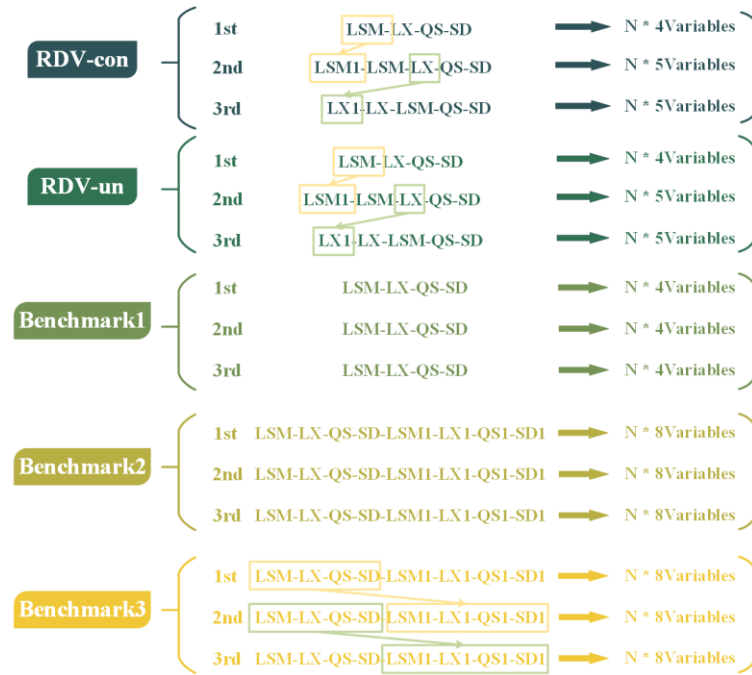 1st LSM-LX-QS-SD N * 4Variables
RDV-con 2nd LSM1-LSM-LX-QS-SD N * 5Variables
3rd LX1-LX-LSM-QS-SD N * 5Variables
1st LSM-LX-QS-SD N * 4Variables
RDV-un 2nd LSM1-LSM-LX-QS-SD N * 5Variables
3rd LX1-LX-LSM-QS-SD N * 5Variables
1st LSM-LX-QS-SD N * 4Variables
Benchmark1 2nd LSM-LX-QS-SD N * 4Variables
3rd LSM-LX-QS-SD N * 4Variables
1st LSM-LX-QS-SD-LSM1-LX1-QS1-SD1 N * 8Variables
Benchmark2 2nd LSM-LX-QS-SD-LSM1-LX1-QS1-SD1 N * 8Variables
3rd LSM-LX-QS-SD-LSM1-LX1-QS1-SD1 N * 8Variables
1st LSM-LX-QS-SD-LSM1-LX1-QS1-SD1 N * 8Variables
Benchmark3 2nd LSM-LX-QS-SD-LSM1-LX1-QS1-SD1 N * 8Variables
3rd LSM-LX-QS-SD-LSM1-LX1-QS1-SD1 N * 8Variables